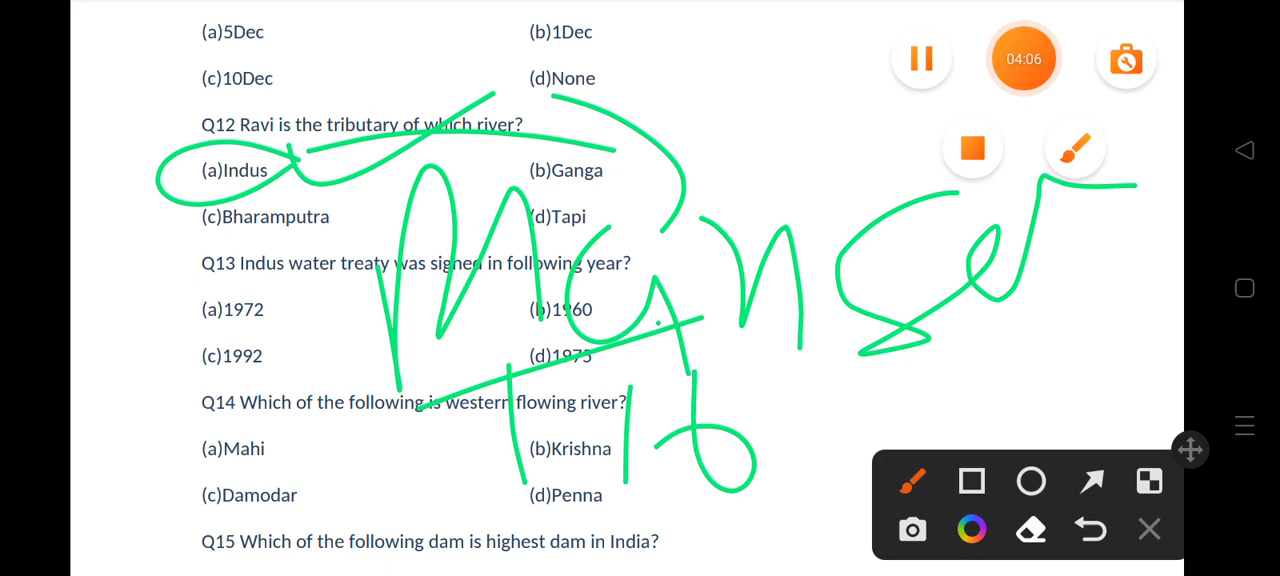 (a)5Dec (b)1Dec
04:06
(c)10Dec (d)None
Q12 Ravi is the tributary of which river?
(a)Indus (b)Ganga
(c)Bharamputra (d)Tapi
Q13 Indus water treaty was signed in following year?
(a)1972 (b)1960
(c)1992 (d)1975
Q14 Which of the following is western flowing river?
(a)Mahi (b)Krishna
(c)Damodar (d)Penna
Q15 Which of the following dam is highest dam in India?